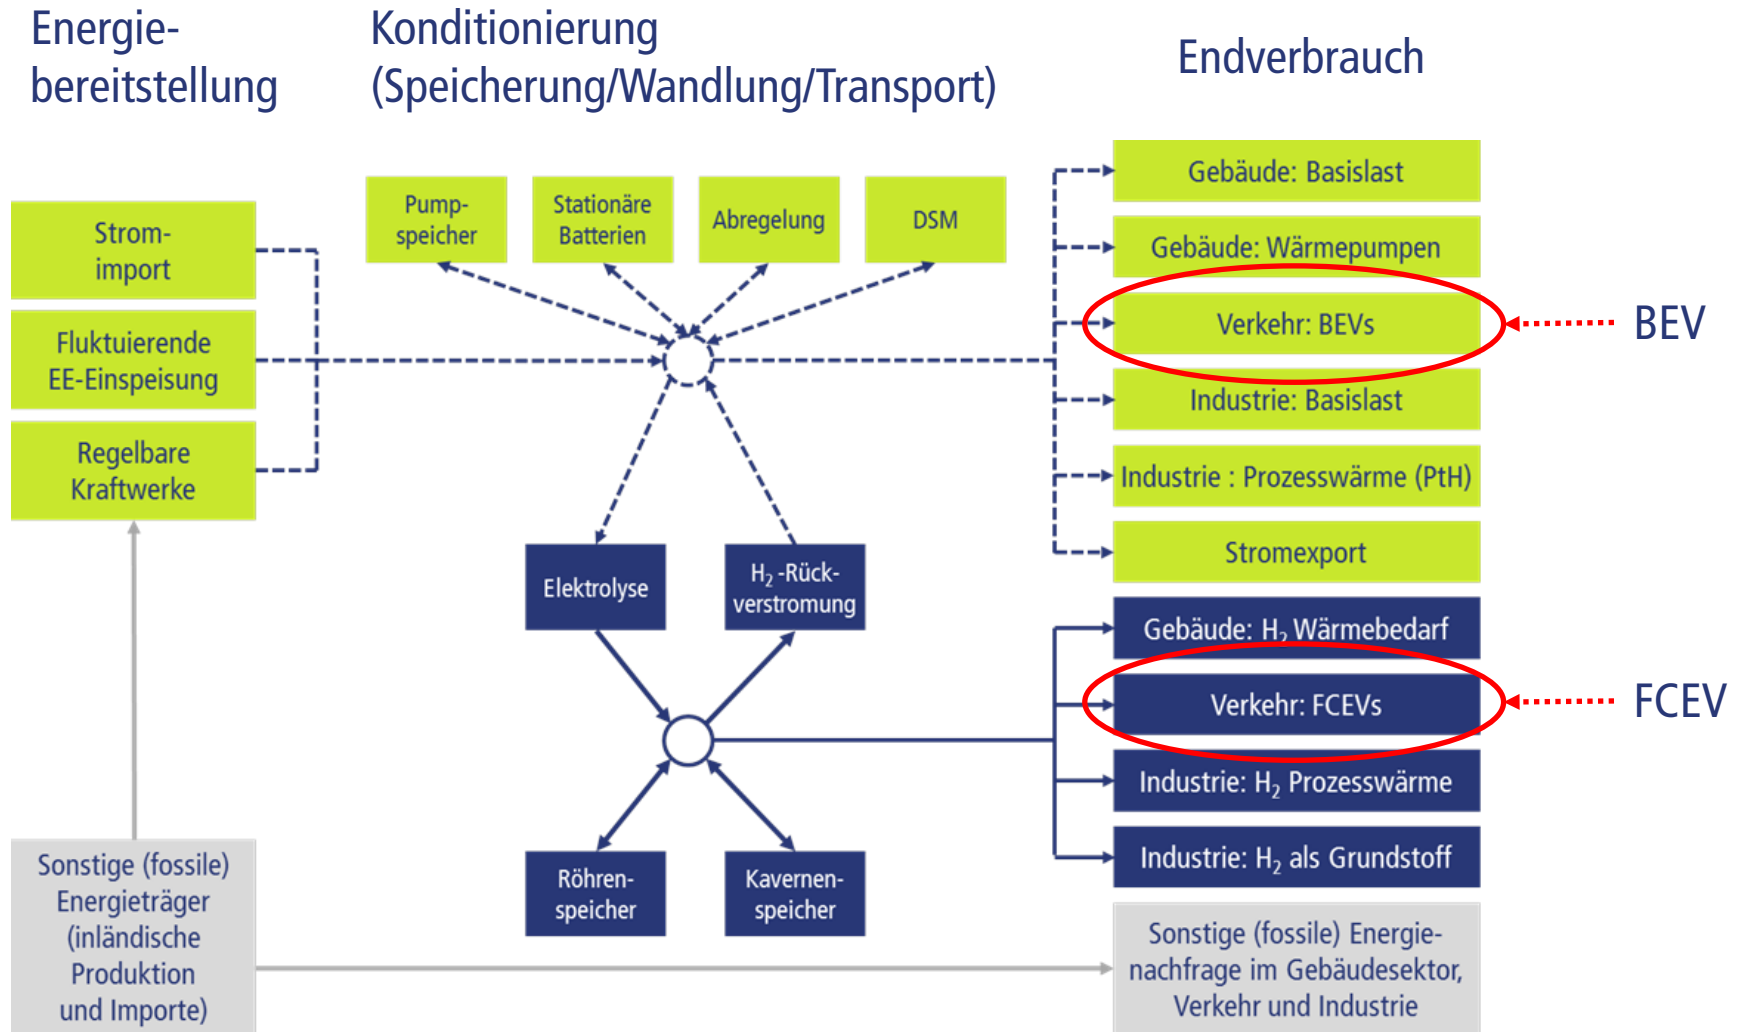 Energie-
bereitstellung
Konditionierung
(Speicherung/Wandlung/Transport)
Endverbrauch
Strom-
import
Fluktuierende
EE-Einspeisung
Regelbare
Kraftwerke
Sonstige (fossile)
Energieträger
(inländische
Produktion
und Importe)
Pump-
speicher
Stationäre
Batterien
Abregelung
DSM
Elektrolyse
H₂ -Rück-
verstromung
Röhren-
speicher
Kavernen-
speicher
Gebäude: Basislast
Gebäude: Wärmepumpen
Verkehr: BEVs
BEV
Industrie: Basislast
Industrie : Prozesswärme (PtH)
Stromexport
Gebäude: H₂ Wärmebedarf
Verkehr: FCEVs
FCEV
Industrie: H₂ Prozesswärme
Industrie: H₂ als Grundstoff
Sonstige (fossile) Energie-
nachfrage im Gebäudesektor,
Verkehr und Industrie